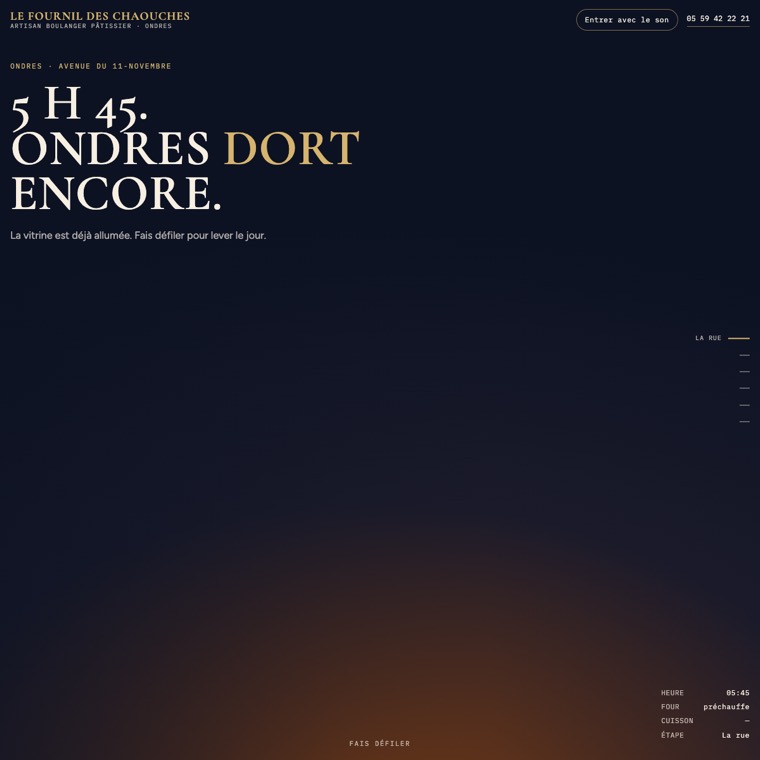 LE FOURNIL DES CHAOUCHES
ARTISAN BOULANGER PÂTISSIER · ONDRES
Entrer avec le son
05 59 42 22 21
ONDRES · AVENUE DU 11-NOVEMBRE
5 H 45.
ONDRES DORT
ENCORE.
La vitrine est déjà allumée. Fais défiler pour lever le jour.
LA RUE
HEURE 05:45
FOUR préchauffe
CUISSON —
ÉTAPE La rue
FAIS DÉFILER